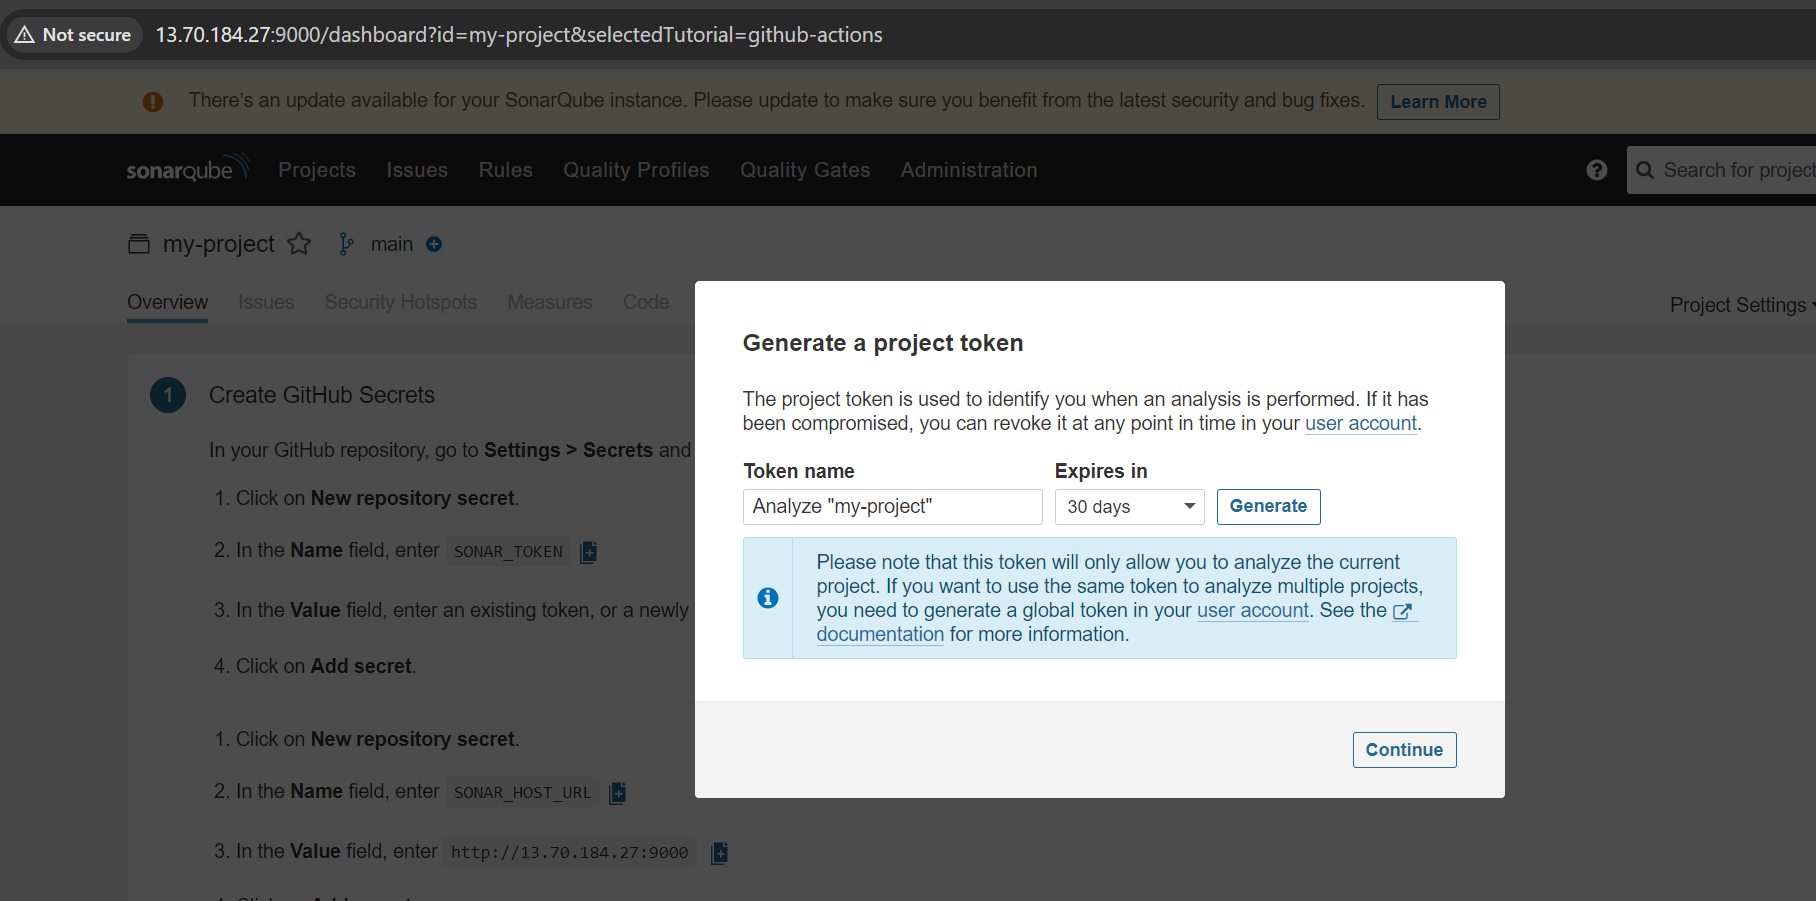 Not secure 13.70.184.27:9000/dashboard?id=my-project&selectedTutorial=github-actions
There's an update available for your SonarQube instance. Please update to make sure you benefit from the latest security and bug fixes. Learn More
sonarqube Projects Issues Rules Quality Profiles Quality Gates Administration ? Search for project
my-project main
Overview Issues Security Hotspots Measures Code
Project Settings
1 Create GitHub Secrets
In your GitHub repository, go to Settings > Secrets and
1. Click on New repository secret.
2. In the Name field, enter SONAR_TOKEN
3. In the Value field, enter an existing token, or a newly
4. Click on Add secret.
1. Click on New repository secret.
2. In the Name field, enter SONAR_HOST_URL
3. In the Value field, enter http://13.70.184.27:9000
Generate a project token
The project token is used to identify you when an analysis is performed. If it has
been compromised, you can revoke it at any point in time in your user account.
Token name Expires in
Analyze "my-project" 30 days Generate
Please note that this token will only allow you to analyze the current
project. If you want to use the same token to analyze multiple projects,
you need to generate a global token in your user account. See the
documentation for more information.
Continue